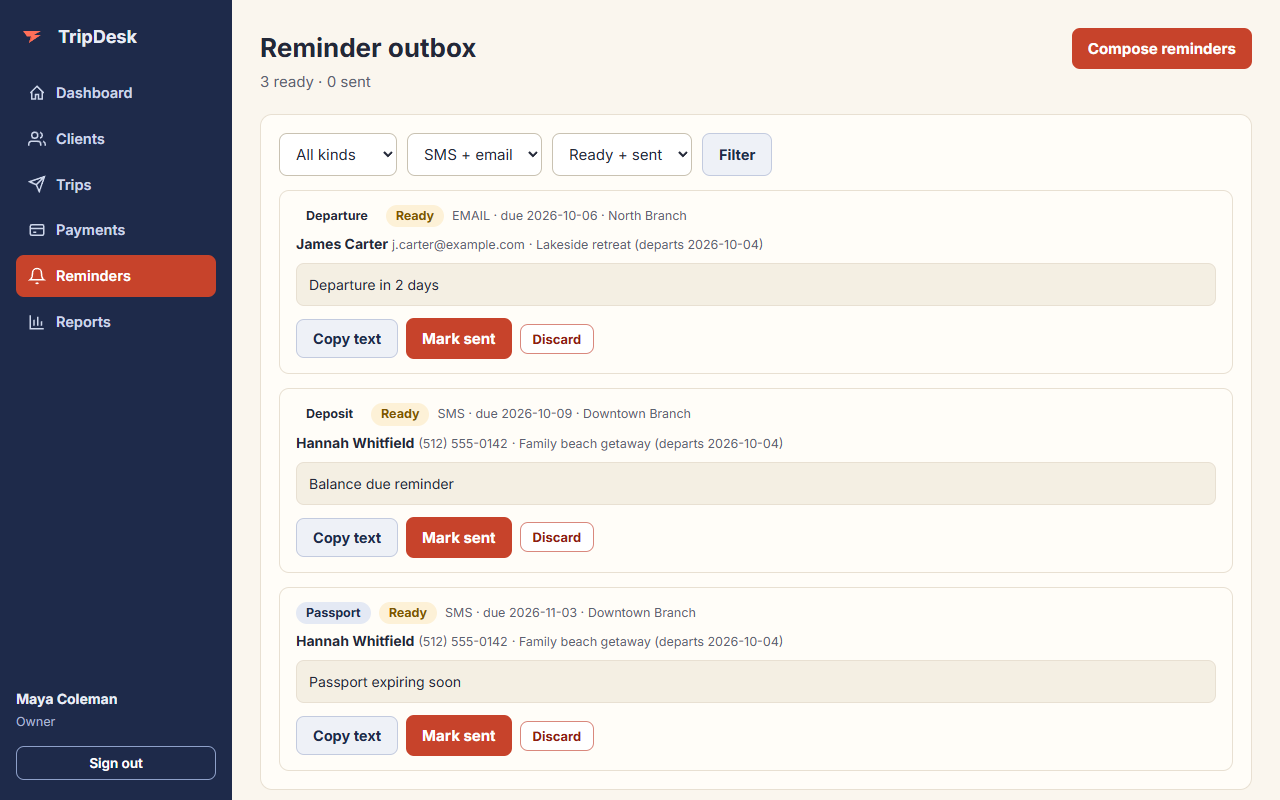 TripDesk
Dashboard
Clients
Trips
Payments
Reminders
Reports
Maya Coleman
Owner
Sign out
Reminder outbox
3 ready · 0 sent
Compose reminders
All kinds SMS + email Ready + sent Filter
Departure Ready EMAIL · due 2026-10-06 · North Branch
James Carter j.carter@example.com · Lakeside retreat (departs 2026-10-04)
Departure in 2 days
Copy text Mark sent Discard
Deposit Ready SMS · due 2026-10-09 · Downtown Branch
Hannah Whitfield (512) 555-0142 · Family beach getaway (departs 2026-10-04)
Balance due reminder
Copy text Mark sent Discard
Passport Ready SMS · due 2026-11-03 · Downtown Branch
Hannah Whitfield (512) 555-0142 · Family beach getaway (departs 2026-10-04)
Passport expiring soon
Copy text Mark sent Discard